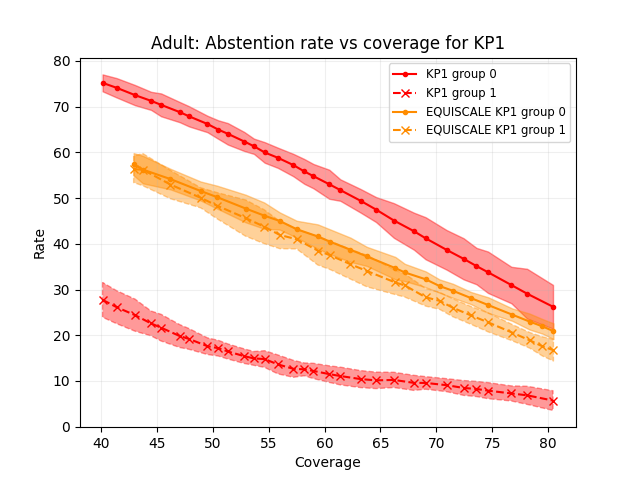 Adult: Abstention rate vs coverage for KP1
KP1 group 0
KP1 group 1
EQUISCALE KP1 group 0
EQUISCALE KP1 group 1
80
70
60
50
40
30
20
10
0
Rate
40 45 50 55 60 65 70 75 80
Coverage